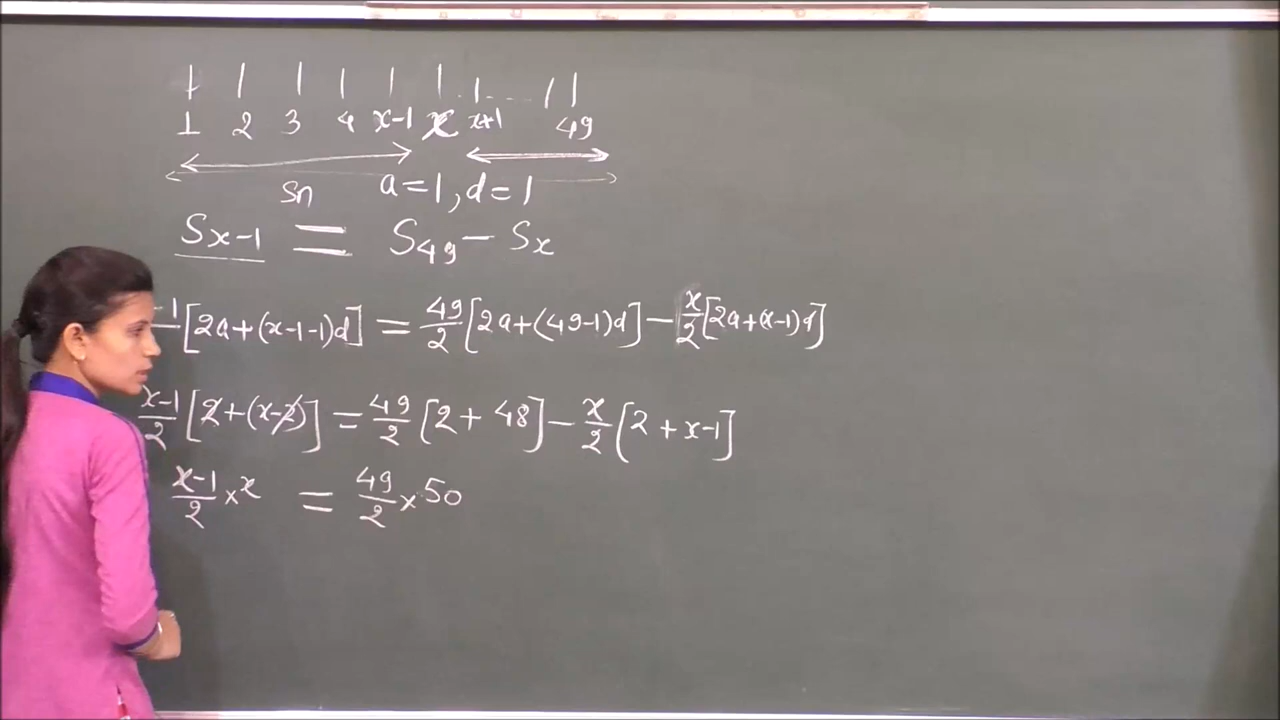 1 2 3 4 x-1 x x+1 49
Sn a=1, d=1
Sx-1 = S49 - Sx
-1 [2a+(x-1-1)d] = 49/2 [2a+(49-1)d] - x/2 [2a+(x-1)d]
x-1/2 [2+(x-2)] = 49/2 [2+48] - x/2 [2+x-1]
x-1/2 × x = 49/2 × 50